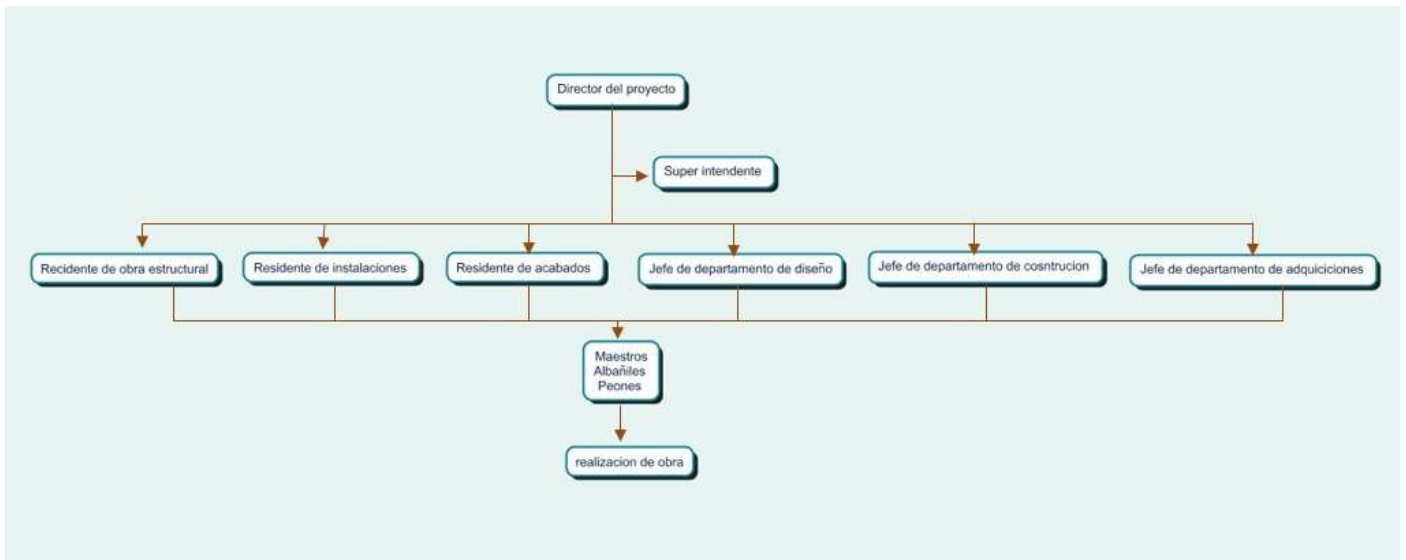 Director del proyecto
Super intendente
Recidente de obra estructural
Residente de instalaciones
Residente de acabados
Jefe de departamento de diseño
Jefe de departamento de cosntrucion
Jefe de departamento de adquiciciones
Maestros
Albañiles
Peones
realizacion de obra